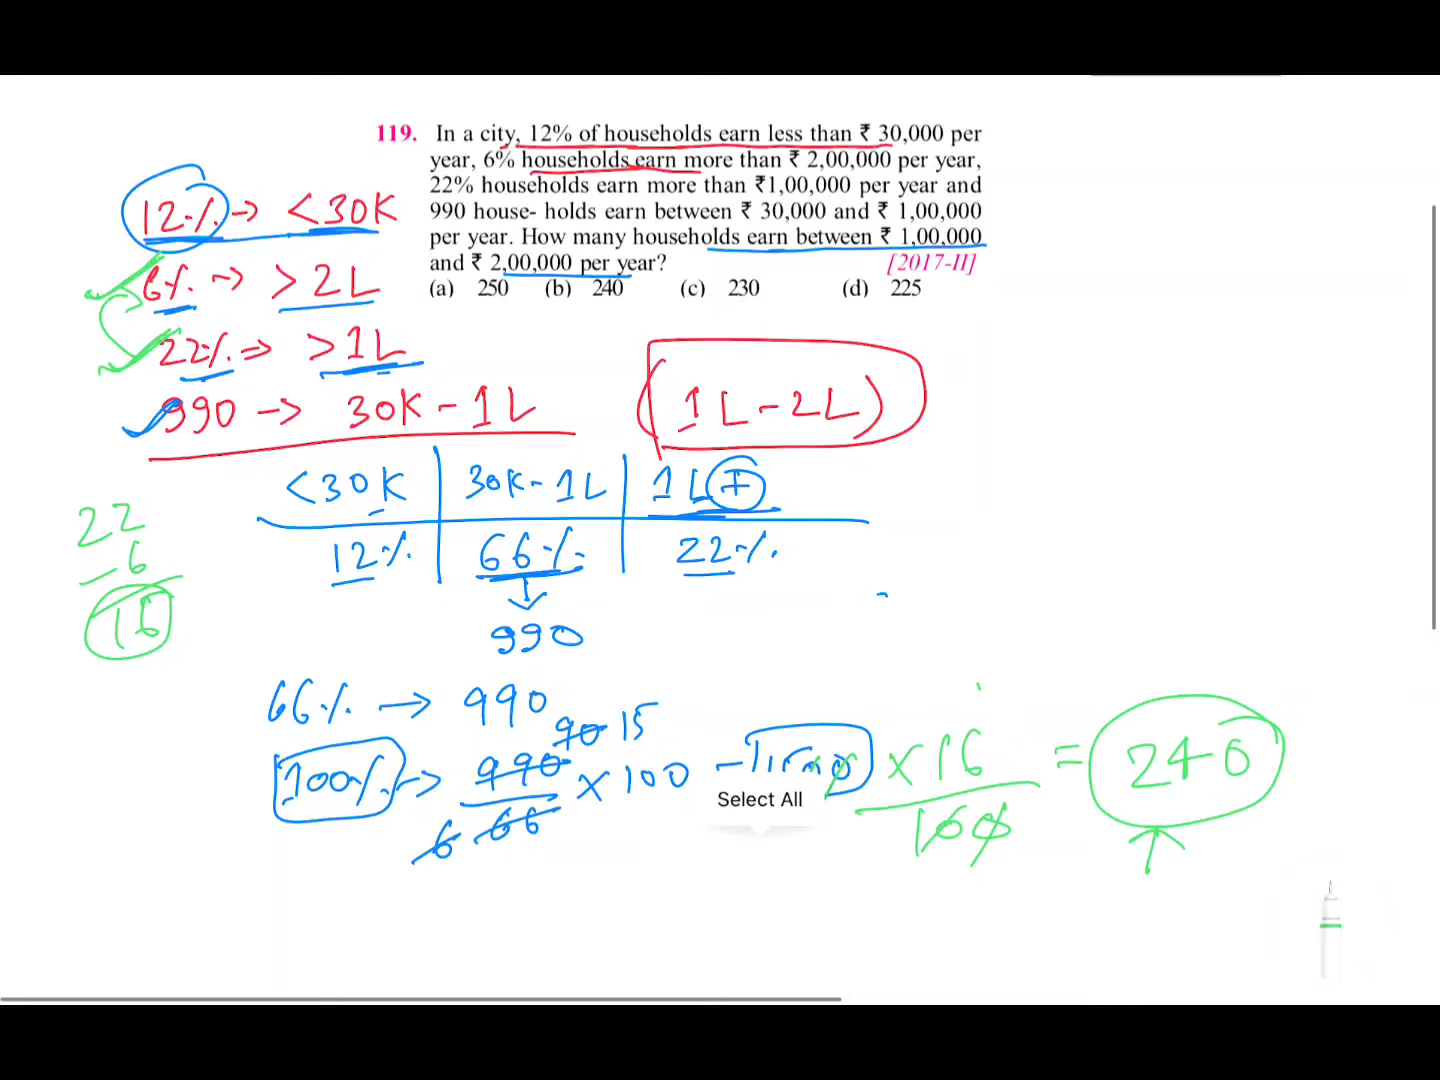 119. In a city, 12% of households earn less than ₹ 30,000 per
year, 6% households earn more than ₹ 2,00,000 per year,
22% households earn more than ₹1,00,000 per year and
990 house- holds earn between ₹ 30,000 and ₹ 1,00,000
per year. How many households earn between ₹ 1,00,000
and ₹ 2,00,000 per year? [2017-II]
(a) 250 (b) 240 (c) 230 (d) 225
12% → <30K
6% → >2L
22% ⇒ >1L
990 → 30K - 1L
(1L - 2L)
<30K 30K - 1L 1L+
12% 66% 22%
990
22
- 6
16
66% → 990
90 15
100% → 990 × 100
6 66
× 16 = 240
100
Select All